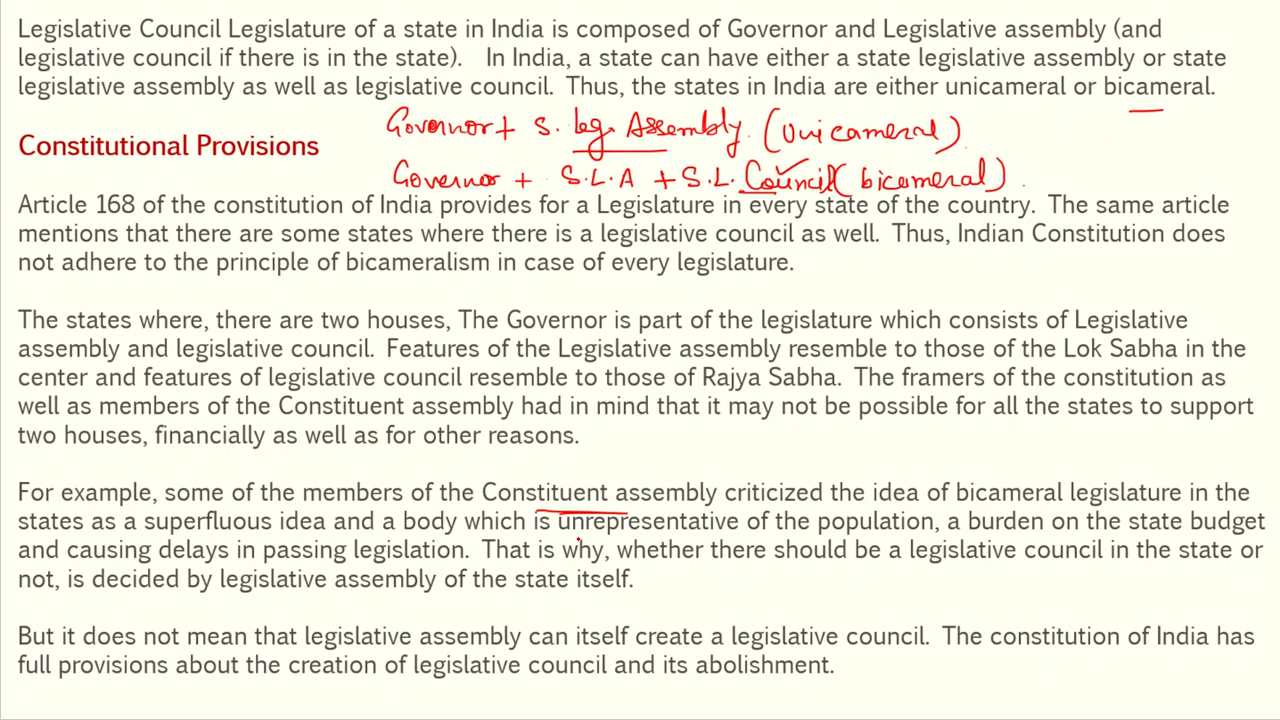 Legislative Council Legislature of a state in India is composed of Governor and Legislative assembly (and
legislative council if there is in the state). In India, a state can have either a state legislative assembly or state
legislative assembly as well as legislative council. Thus, the states in India are either unicameral or bicameral.
Governor + S. leg. Assembly. (Unicameral)
Constitutional Provisions
Governor + S.L.A + S.L. Council (bicameral)
Article 168 of the constitution of India provides for a Legislature in every state of the country. The same article
mentions that there are some states where there is a legislative council as well. Thus, Indian Constitution does
not adhere to the principle of bicameralism in case of every legislature.
The states where, there are two houses, The Governor is part of the legislature which consists of Legislative
assembly and legislative council. Features of the Legislative assembly resemble to those of the Lok Sabha in the
center and features of legislative council resemble to those of Rajya Sabha. The framers of the constitution as
well as members of the Constituent assembly had in mind that it may not be possible for all the states to support
two houses, financially as well as for other reasons.
For example, some of the members of the Constituent assembly criticized the idea of bicameral legislature in the
states as a superfluous idea and a body which is unrepresentative of the population, a burden on the state budget
and causing delays in passing legislation. That is why, whether there should be a legislative council in the state or
not, is decided by legislative assembly of the state itself.
But it does not mean that legislative assembly can itself create a legislative council. The constitution of India has
full provisions about the creation of legislative council and its abolishment.